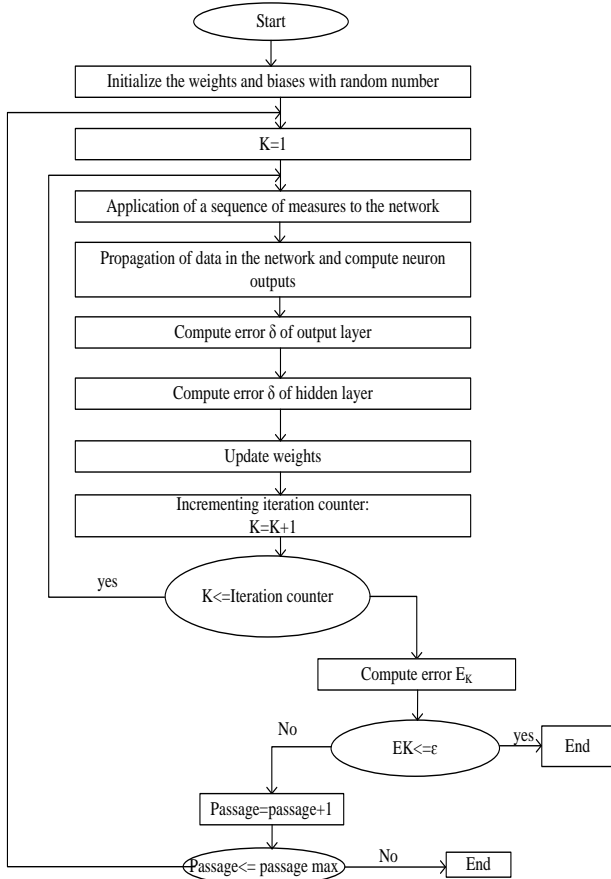 Start
Initialize the weights and biases with random number
K=1
Application of a sequence of measures to the network
Propagation of data in the network and compute neuron
outputs
Compute error δ of output layer
Compute error δ of hidden layer
Update weights
Incrementing iteration counter:
K=K+1
yes
K<=Iteration counter
Compute error E_K
No
EK<=ε
yes
End
Passage=passage+1
Passage<= passage max
No
End